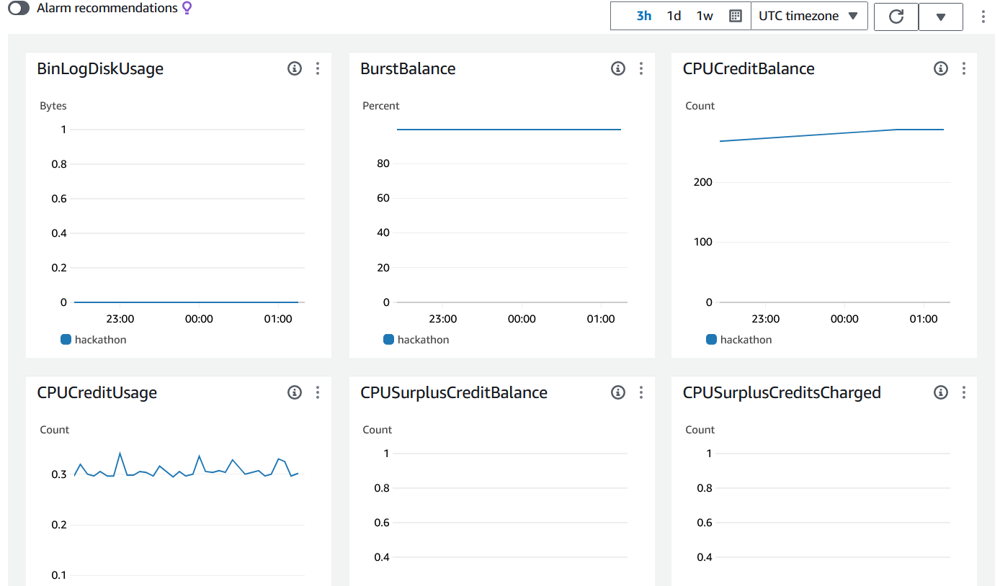 Alarm recommendations
3h 1d 1w UTC timezone
BinLogDiskUsage
Bytes
1
0.8
0.6
0.4
0.2
0
23:00 00:00 01:00
hackathon
BurstBalance
Percent
80
60
40
20
0
23:00 00:00 01:00
hackathon
CPUCreditBalance
Count
200
100
0
23:00 00:00 01:00
hackathon
CPUCreditUsage
Count
0.3
0.2
0.1
CPUSurplusCreditBalance
Count
1
0.8
0.6
0.4
CPUSurplusCreditsCharged
Count
1
0.8
0.6
0.4